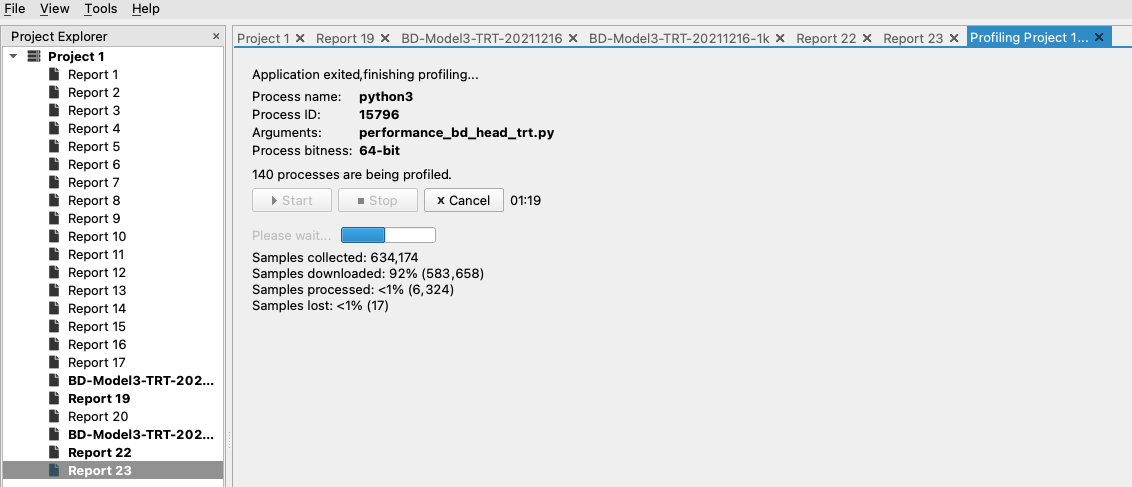 File View Tools Help
Project Explorer ×
Project 1 × Report 19 × BD-Model3-TRT-20211216 × BD-Model3-TRT-20211216-1k × Report 22 × Report 23 × Profiling Project 1... ×
Project 1
Report 1
Report 2
Report 3
Report 4
Report 5
Report 6
Report 7
Report 8
Report 9
Report 10
Report 11
Report 12
Report 13
Report 14
Report 15
Report 16
Report 17
BD-Model3-TRT-202...
Report 19
Report 20
BD-Model3-TRT-202...
Report 22
Report 23
Application exited,finishing profiling...
Process name: python3
Process ID: 15796
Arguments: performance_bd_head_trt.py
Process bitness: 64-bit
140 processes are being profiled.
Start Stop × Cancel 01:19
Please wait...
Samples collected: 634,174
Samples downloaded: 92% (583,658)
Samples processed: <1% (6,324)
Samples lost: <1% (17)